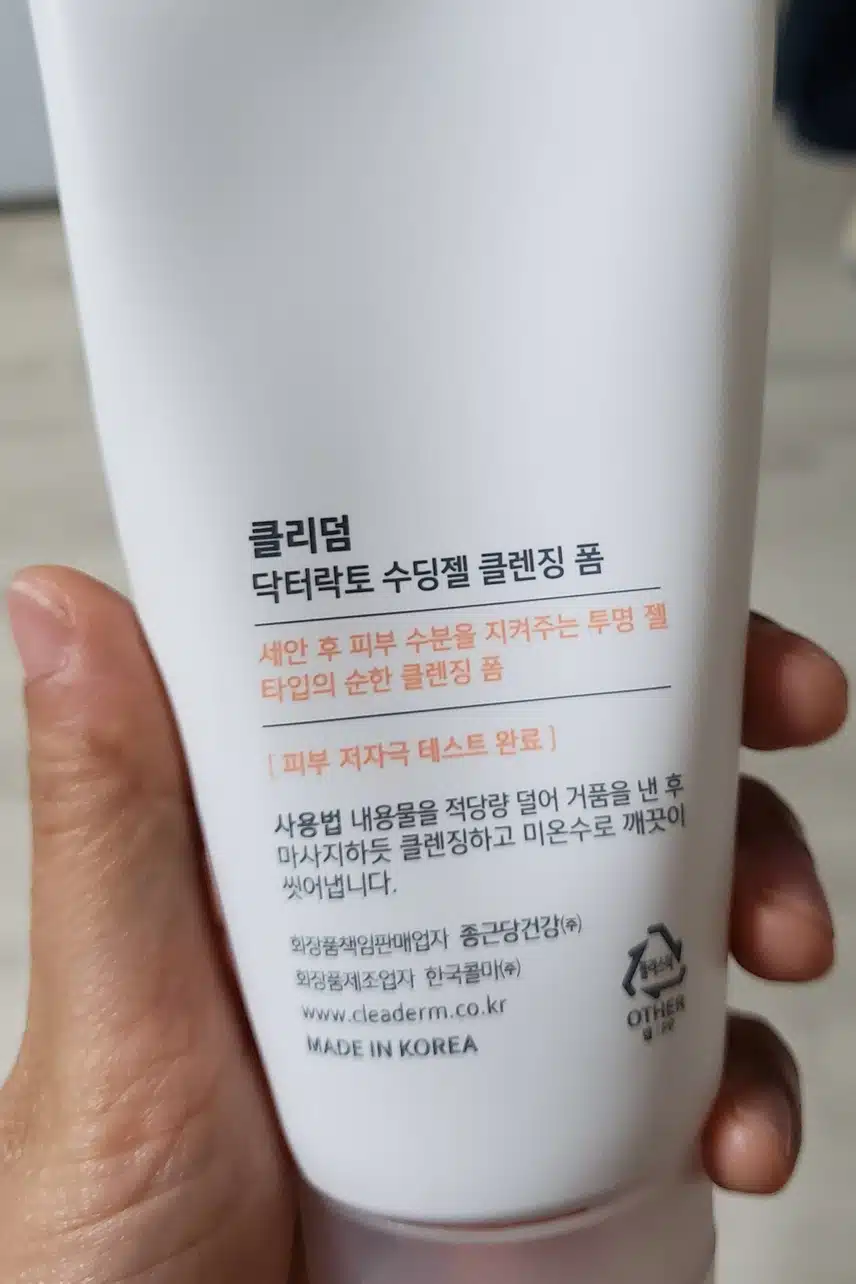 클리덤
닥터락토 수딩젤 클렌징 폼
세안 후 피부 수분을 지켜주는 투명 젤
타입의 순한 클렌징 폼
[ 피부 저자극 테스트 완료 ]
사용법 내용물을 적당량 덜어 거품을 낸 후
마사지하듯 클렌징하고 미온수로 깨끗이
씻어냅니다.
화장품책임판매업자 종근당건강(주)
화장품제조업자 한국콜마(주)
www.cleaderm.co.kr
MADE IN KOREA
플라스틱
OTHER